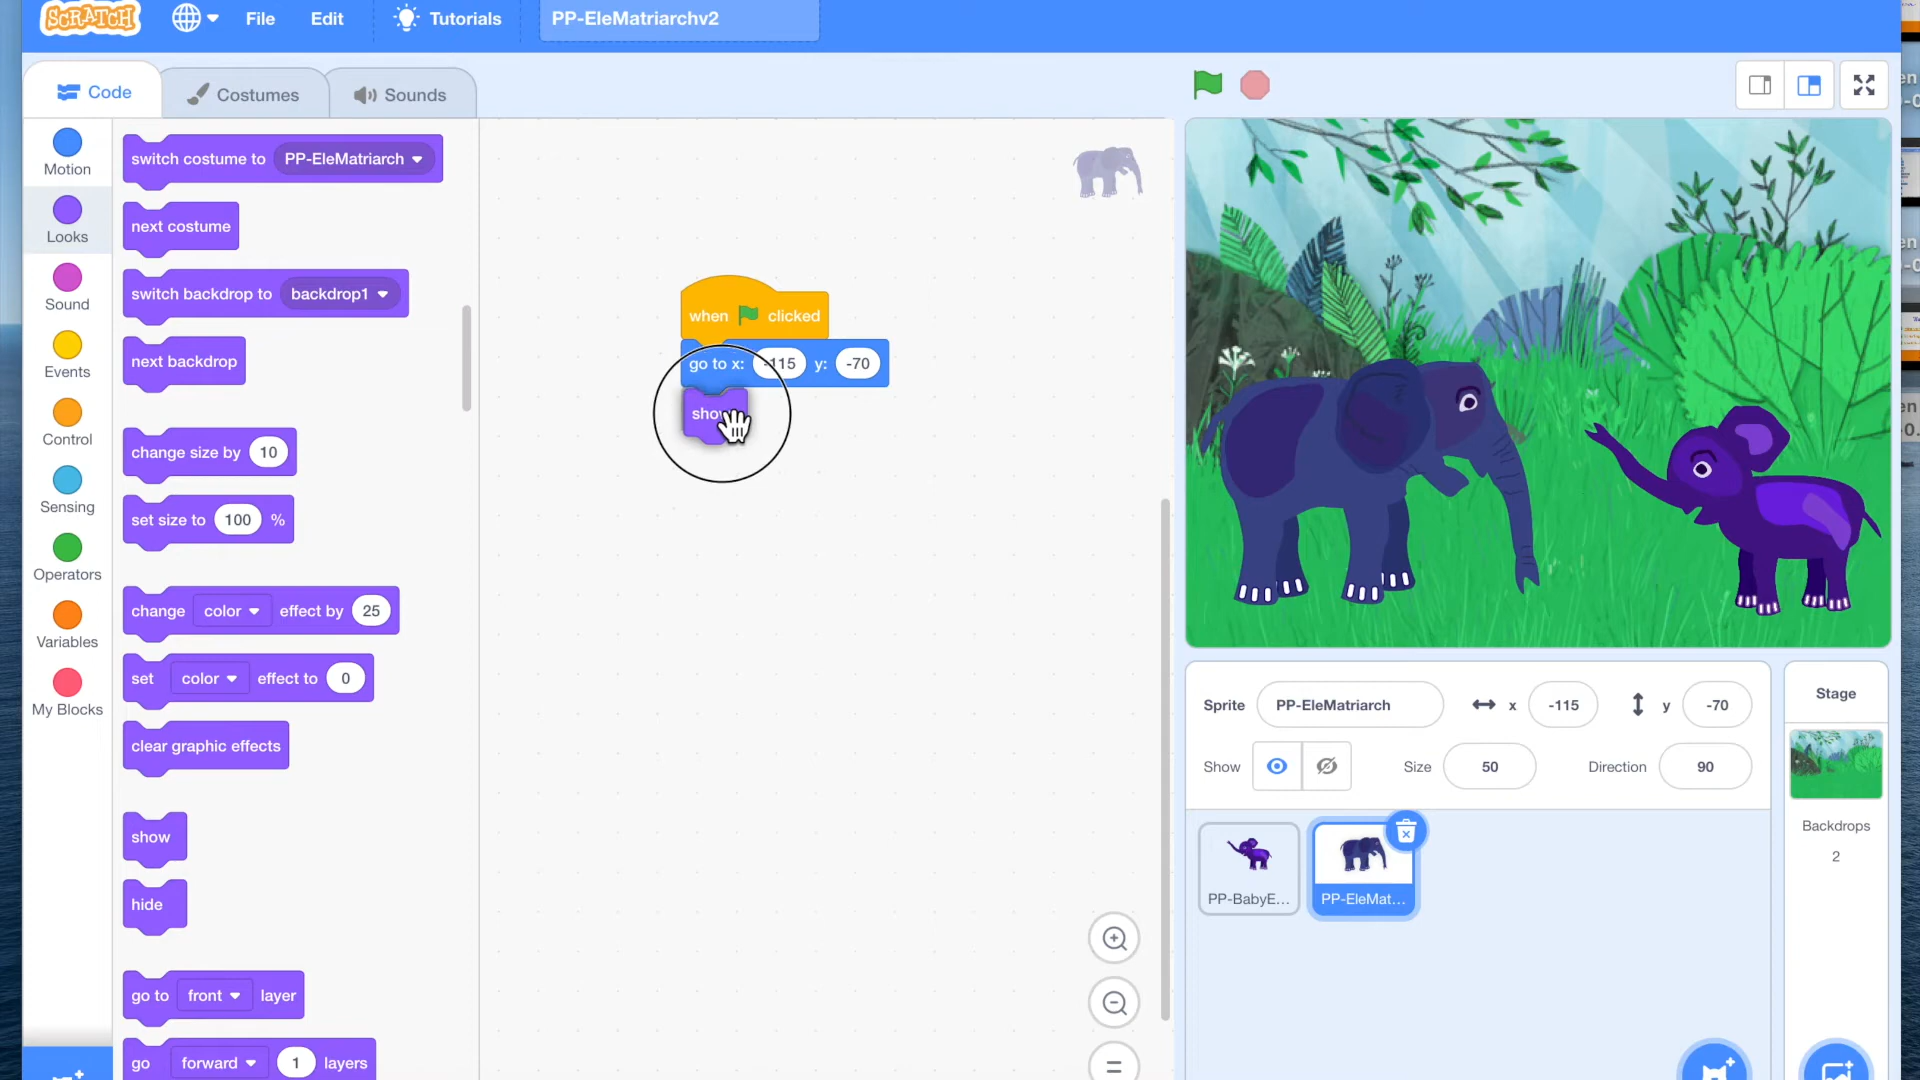 SCRATCH File Edit Tutorials PP-EleMatriarchv2
Code Costumes Sounds
Motion
Looks
Sound
Events
Control
Sensing
Operators
Variables
My Blocks
switch costume to PP-EleMatriarch
next costume
switch backdrop to backdrop1
next backdrop
change size by 10
set size to 100 %
change color effect by 25
set color effect to 0
clear graphic effects
show
hide
go to front layer
go forward 1 layers
when clicked
go to x: -115 y: -70
show
Sprite PP-EleMatriarch x -115 y -70
Show Size 50 Direction 90
PP-BabyE... PP-EleMat...
Stage
Backdrops
2